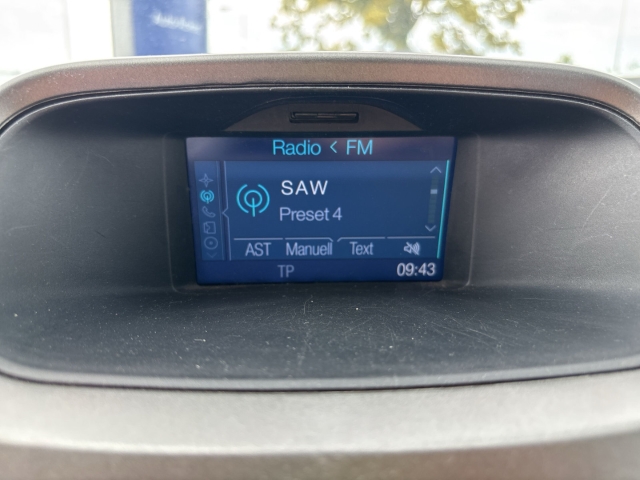 Radio < FM
SAW
Preset 4
AST Manuell Text
TP 09:43